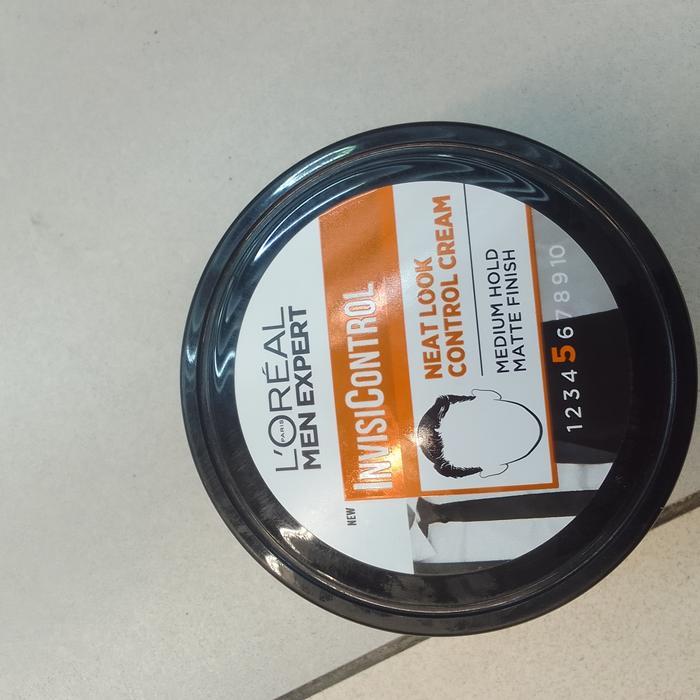 L'ORÉAL
PARIS
MEN EXPERT
NEW
INVISICONTROL
NEAT LOOK
CONTROL CREAM
MEDIUM HOLD
MATTE FINISH
1 2 3 4 5 6 7 8 9 10